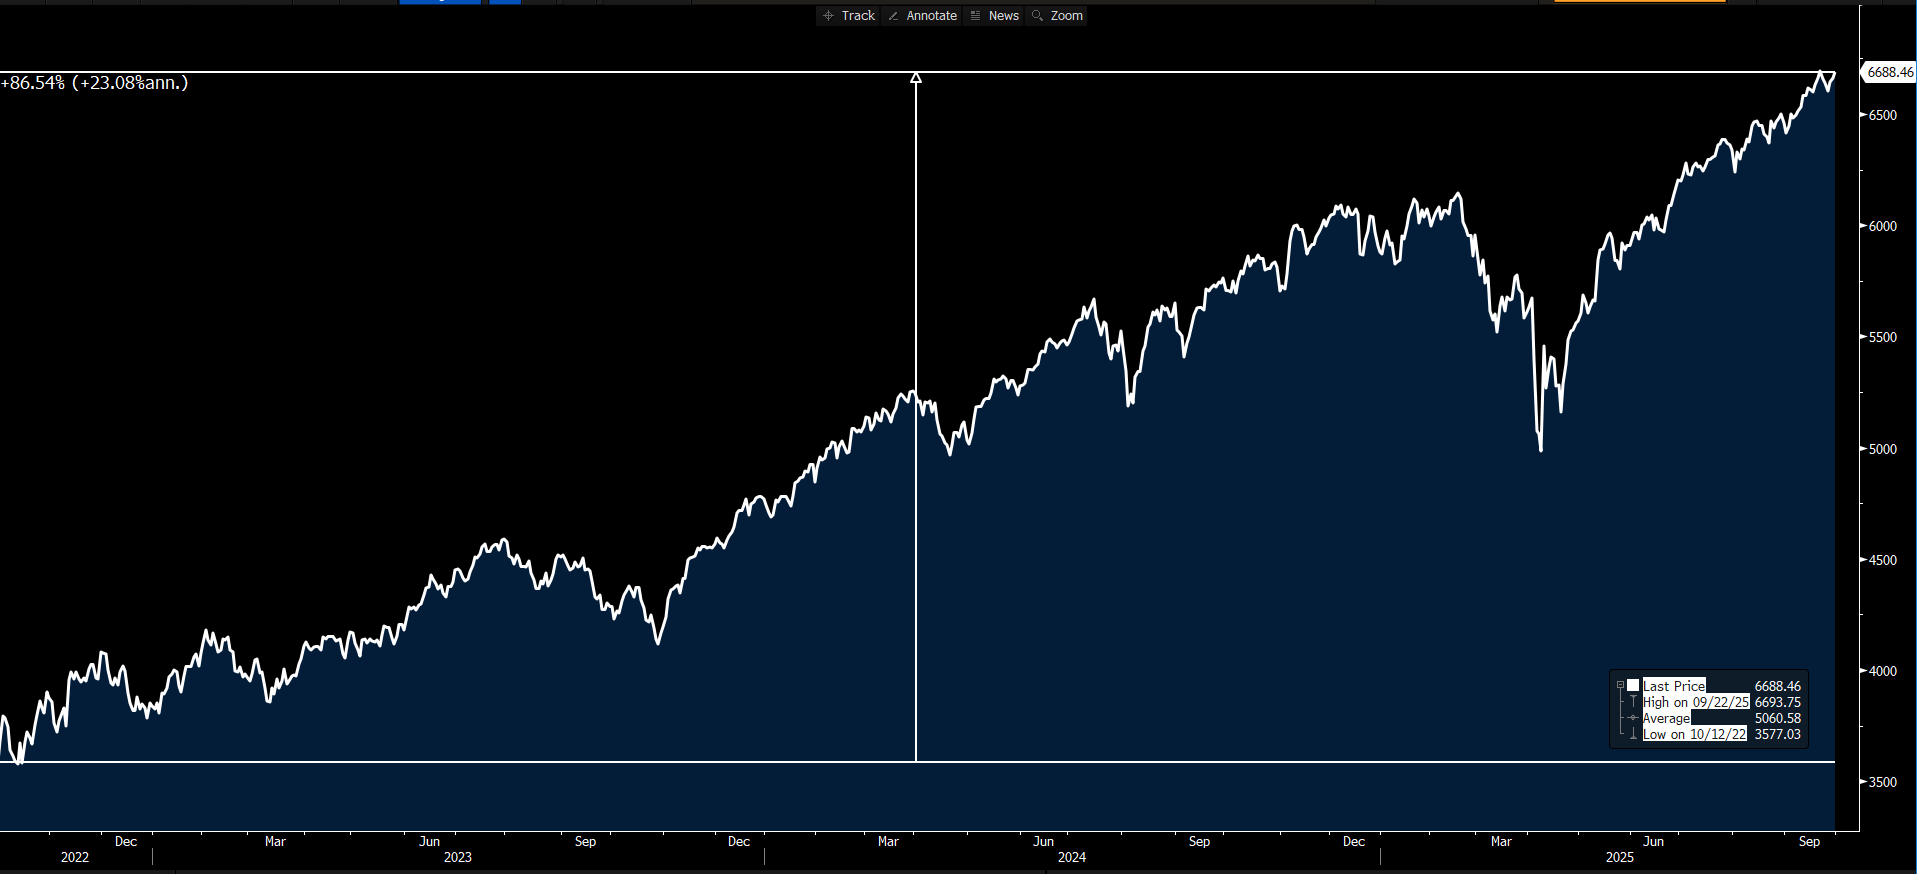 Track Annotate News Zoom
+86.54% (+23.08%ann.)
6688.46
6500
6000
5500
5000
4500
4000
3500
Last Price 6688.46
High on 09/22/25 6693.75
Average 5060.58
Low on 10/12/22 3577.03
Dec Mar Jun Sep Dec Mar Jun Sep Dec Mar Jun Sep
2022 2023 2024 2025